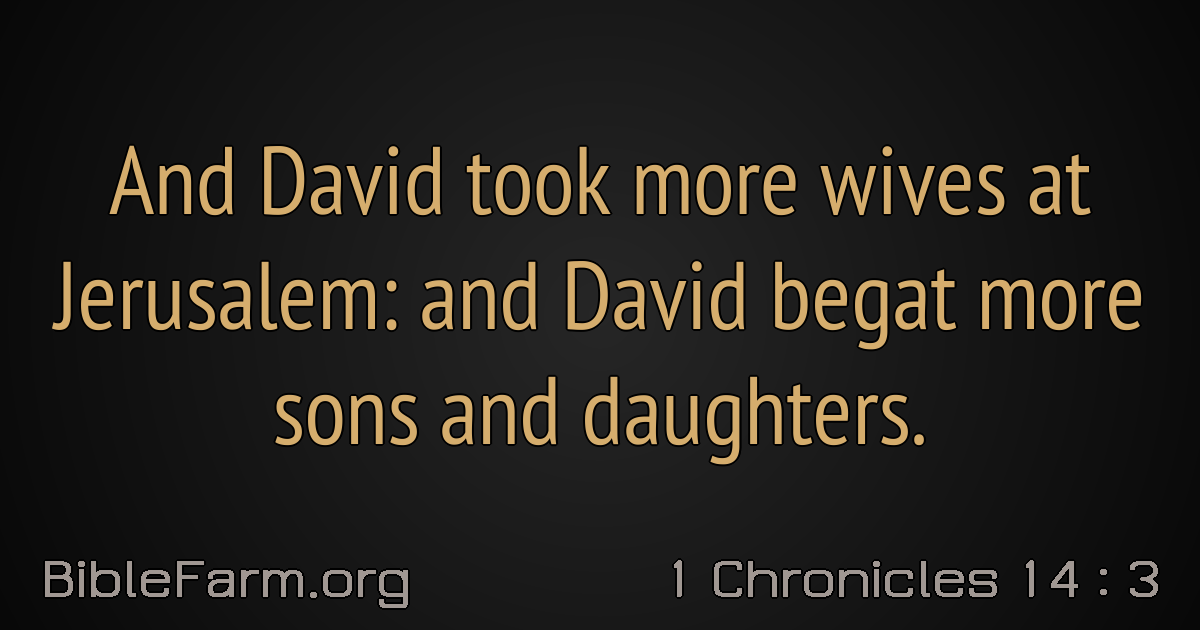 And David took more wives at
Jerusalem: and David begat more
sons and daughters.
BibleFarm.org
1 Chronicles 14 : 3